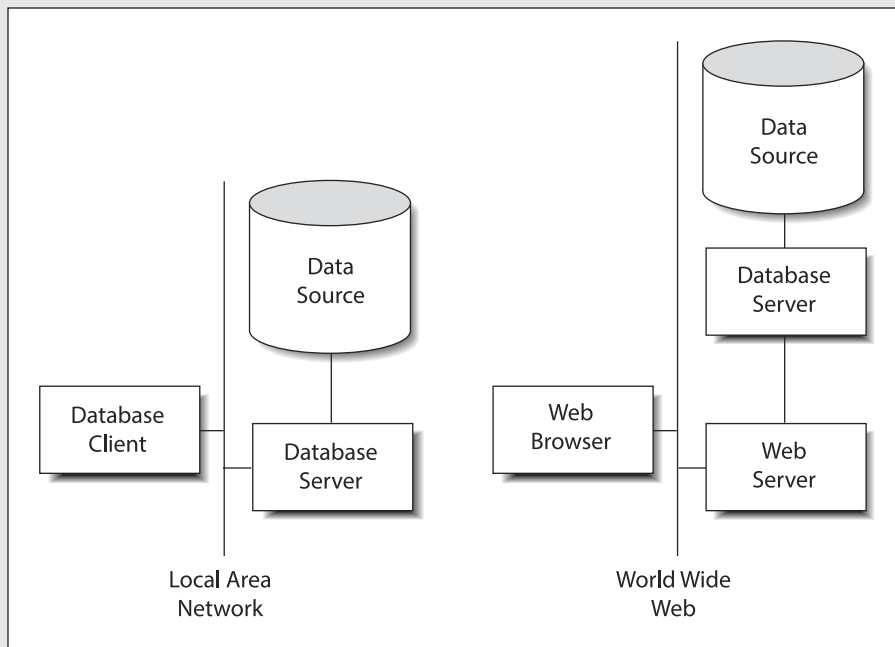 Data
Source
Database
Client
Database
Server
Local Area
Network
Data
Source
Database
Server
Web
Browser
Web
Server
World Wide
Web